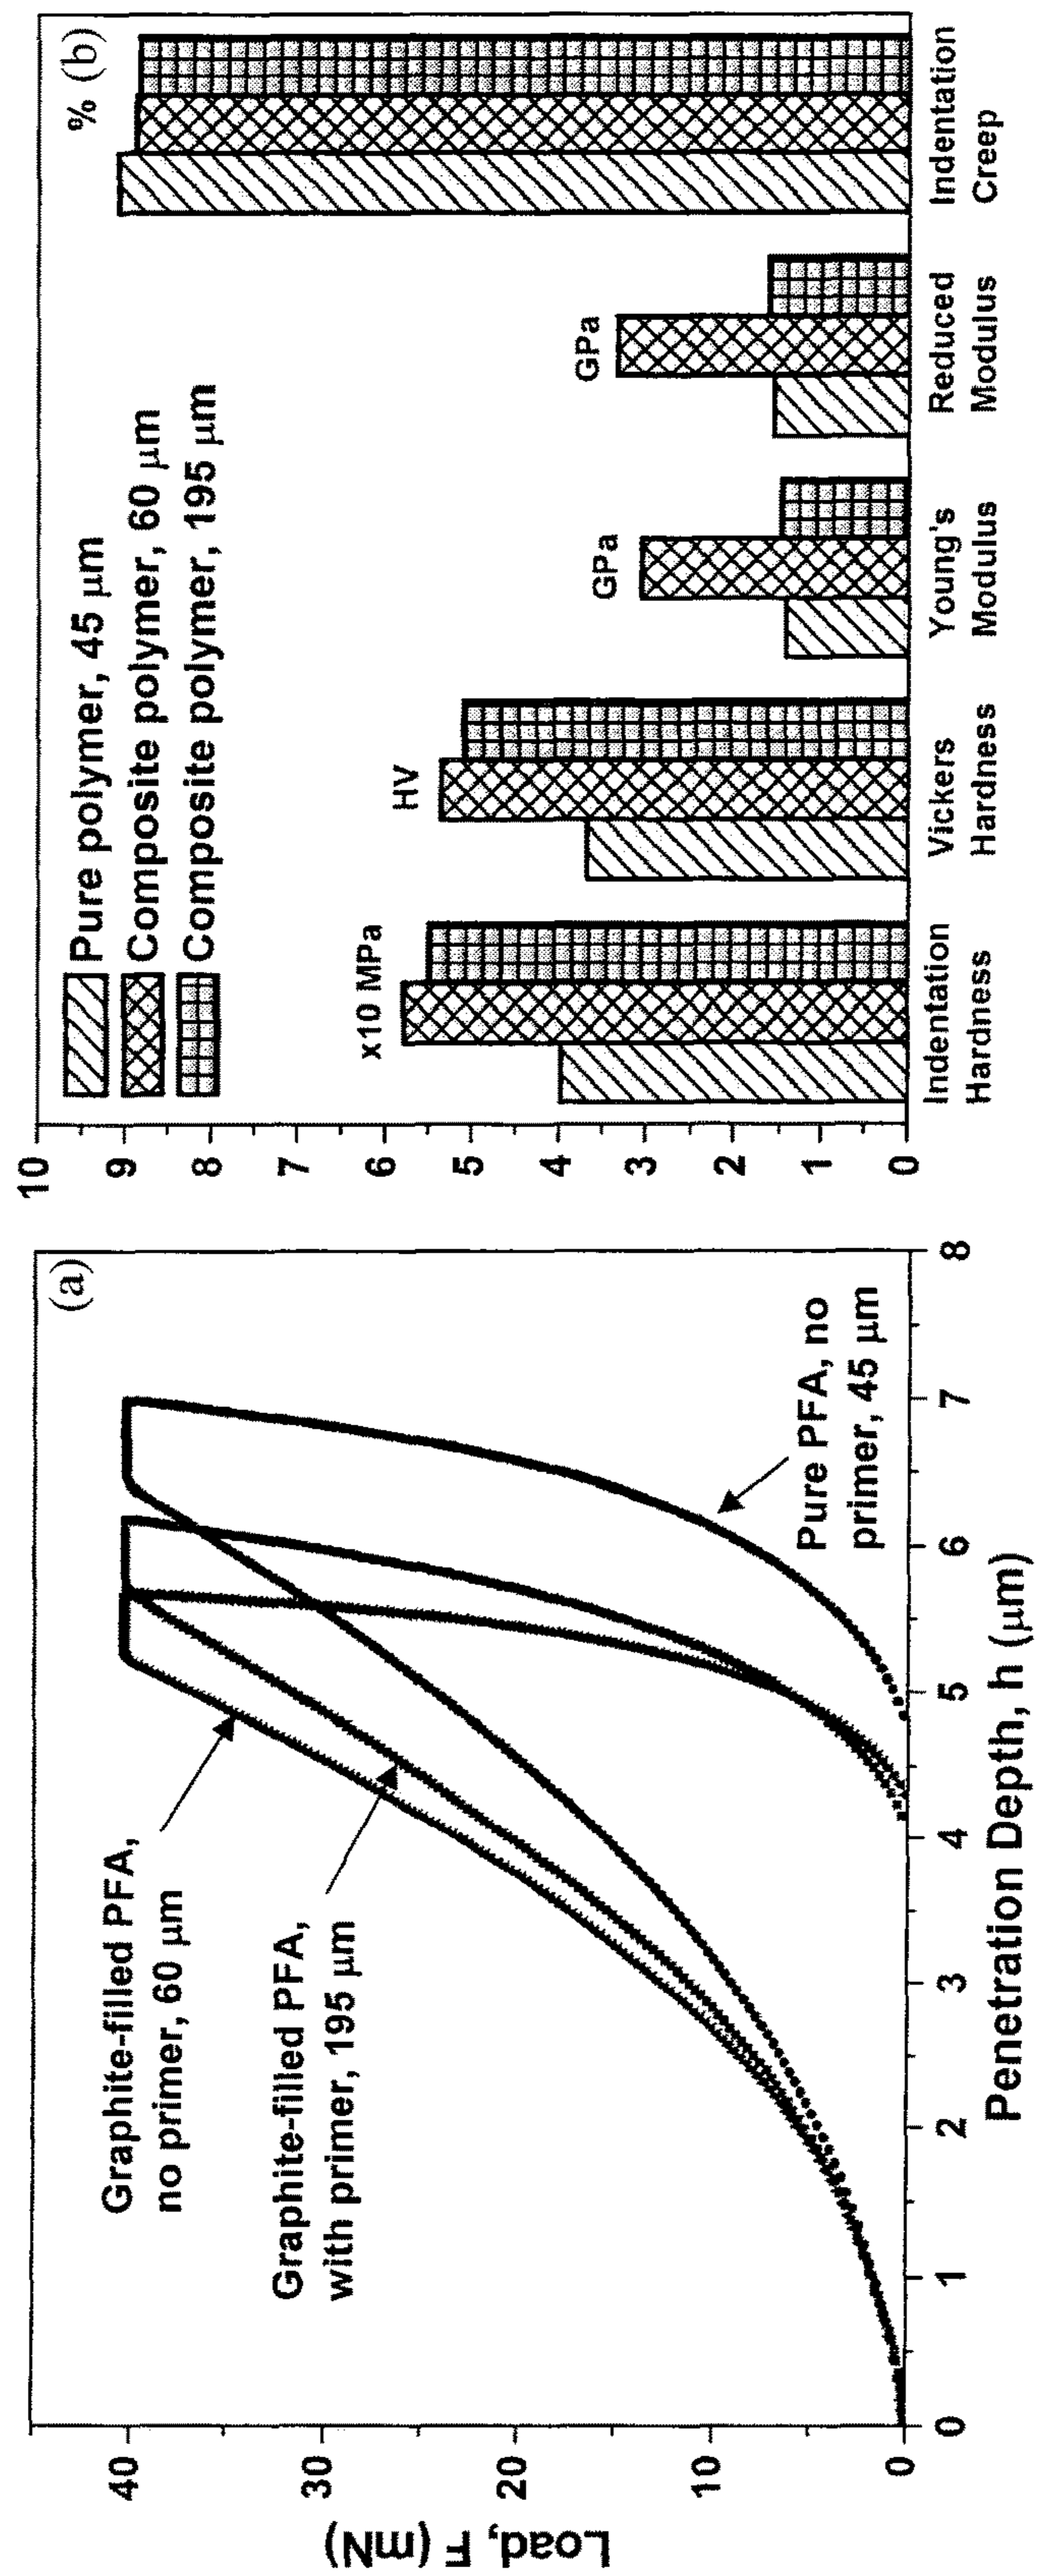 (a)
Graphite-filled PFA,
no primer, 60 μm
Graphite-filled PFA,
with primer, 195 μm
Pure PFA, no
primer, 45 μm
40
30
20
10
0
Load, F (mN)
0 1 2 3 4 5 6 7 8
Penetration Depth, h (μm)
% (b)
Pure polymer, 45 μm
Composite polymer, 60 μm
Composite polymer, 195 μm
x10 MPa
HV
GPa
GPa
10
9
8
7
6
5
4
3
2
1
0
Indentation
Hardness
Vickers
Hardness
Young's
Modulus
Reduced
Modulus
Indentation
Creep